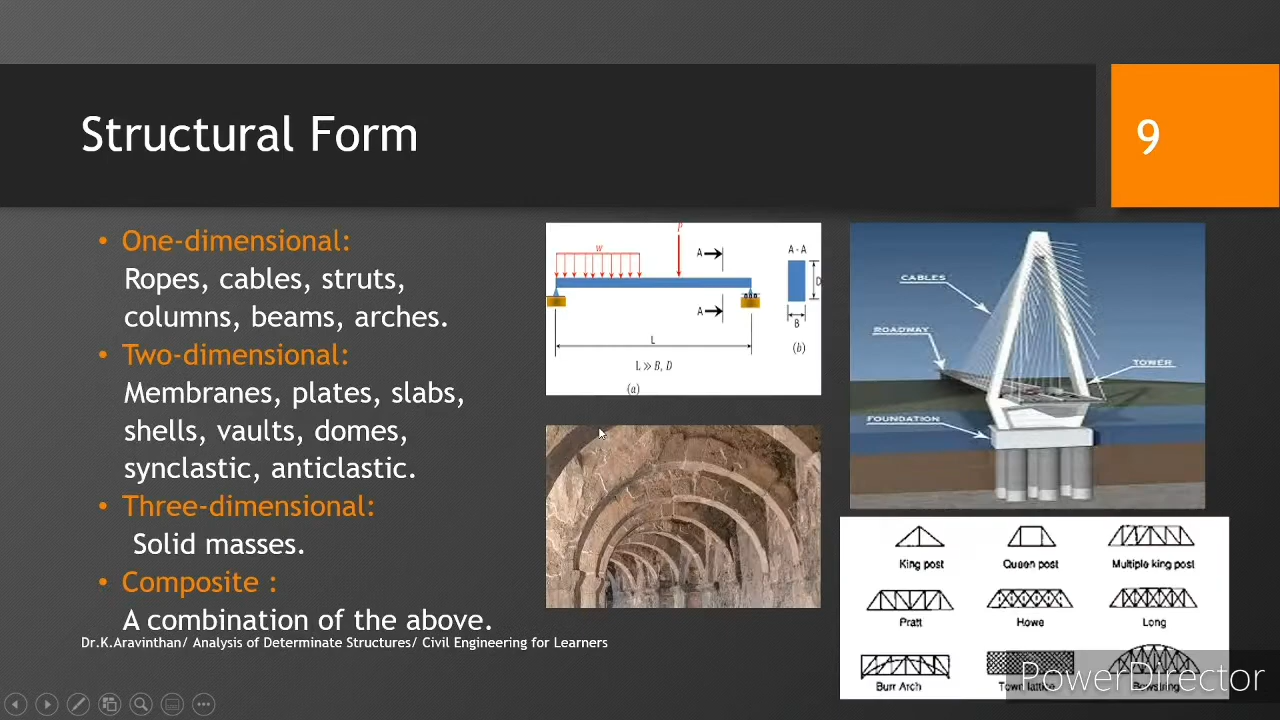 Structural Form
9
• One-dimensional:
Ropes, cables, struts,
columns, beams, arches.
• Two-dimensional:
Membranes, plates, slabs,
shells, vaults, domes,
synclastic, anticlastic.
• Three-dimensional:
Solid masses.
• Composite :
A combination of the above.
Dr.K.Aravinthan/ Analysis of Determinate Structures/ Civil Engineering for Learners
w
P
A
A
L
L ≫ B, D
(a)
A - A
D
B
(b)
CABLES
ROADWAY
TOWER
FOUNDATION
King post
Queen post
Multiple king post
Pratt
Howe
Long
Burr Arch
Town lattice
Bowstring
PowerDirector